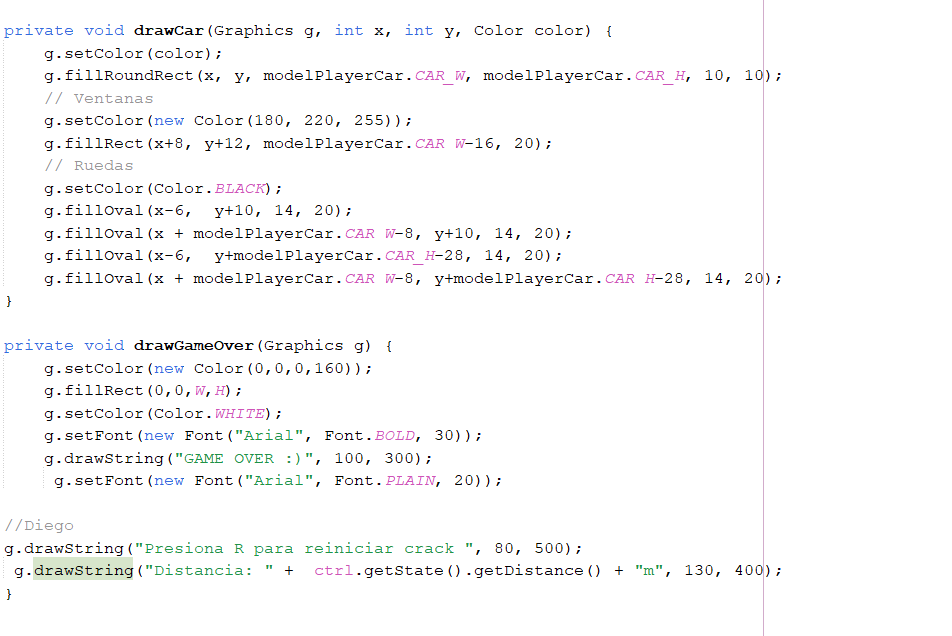 private void drawCar(Graphics g, int x, int y, Color color) {
    g.setColor(color);
    g.fillRoundRect(x, y, modelPlayerCar.CAR_W, modelPlayerCar.CAR_H, 10, 10);
    // Ventanas
    g.setColor(new Color(180, 220, 255));
    g.fillRect(x+8, y+12, modelPlayerCar.CAR_W-16, 20);
    // Ruedas
    g.setColor(Color.BLACK);
    g.fillOval(x-6,  y+10, 14, 20);
    g.fillOval(x + modelPlayerCar.CAR_W-8, y+10, 14, 20);
    g.fillOval(x-6,  y+modelPlayerCar.CAR_H-28, 14, 20);
    g.fillOval(x + modelPlayerCar.CAR_W-8, y+modelPlayerCar.CAR_H-28, 14, 20);
}

private void drawGameOver(Graphics g) {
    g.setColor(new Color(0,0,0,160));
    g.fillRect(0,0,W,H);
    g.setColor(Color.WHITE);
    g.setFont(new Font("Arial", Font.BOLD, 30));
    g.drawString("GAME OVER :)", 100, 300);
     g.setFont(new Font("Arial", Font.PLAIN, 20));

//Diego
g.drawString("Presiona R para reiniciar crack ", 80, 500);
 g.drawString("Distancia: " +  ctrl.getState().getDistance() + "m", 130, 400);
}